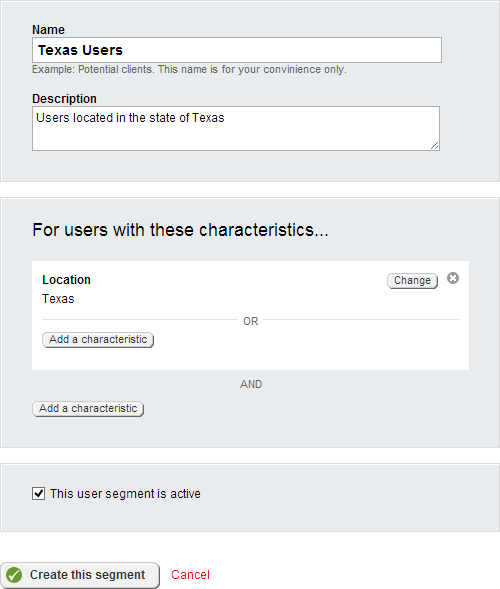 Name
Texas Users
Example: Potential clients. This name is for your convinience only.
Description
Users located in the state of Texas
For users with these characteristics...
Location
Change
Texas
OR
Add a characteristic
AND
Add a characteristic
This user segment is active
Create this segment
Cancel